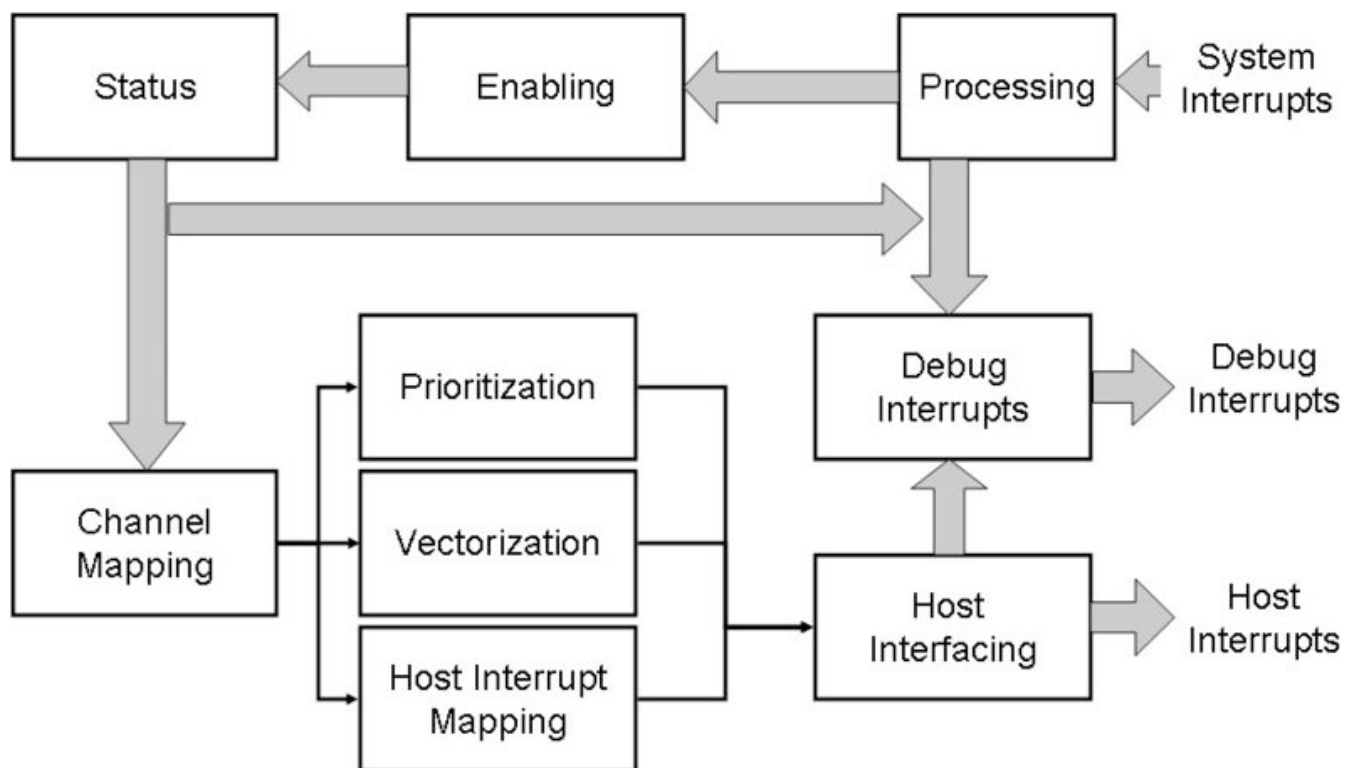 Status
Enabling
Processing
System
Interrupts
Prioritization
Debug
Interrupts
Debug
Interrupts
Channel
Mapping
Vectorization
Host
Interfacing
Host
Interrupts
Host Interrupt
Mapping